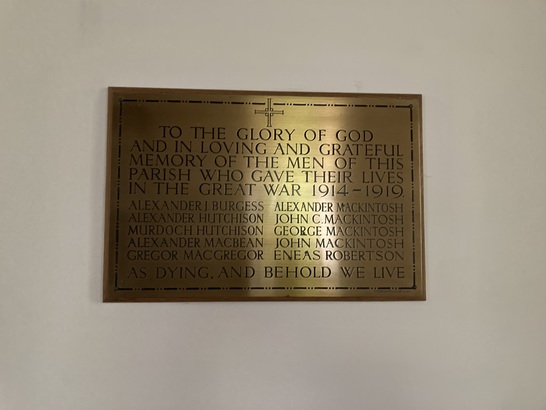 TO THE GLORY OF GOD
AND IN LOVING AND GRATEFUL
MEMORY OF THE MEN OF THIS
PARISH WHO GAVE THEIR LIVES
IN THE GREAT WAR 1914-1919
ALEXANDER J. BURGESS ALEXANDER MACKINTOSH
ALEXANDER HUTCHISON JOHN C. MACKINTOSH
MURDOCH HUTCHISON GEORGE MACKINTOSH
ALEXANDER MACBEAN JOHN MACKINTOSH
GREGOR MACGREGOR ENEAS ROBERTSON
AS DYING, AND BEHOLD WE LIVE